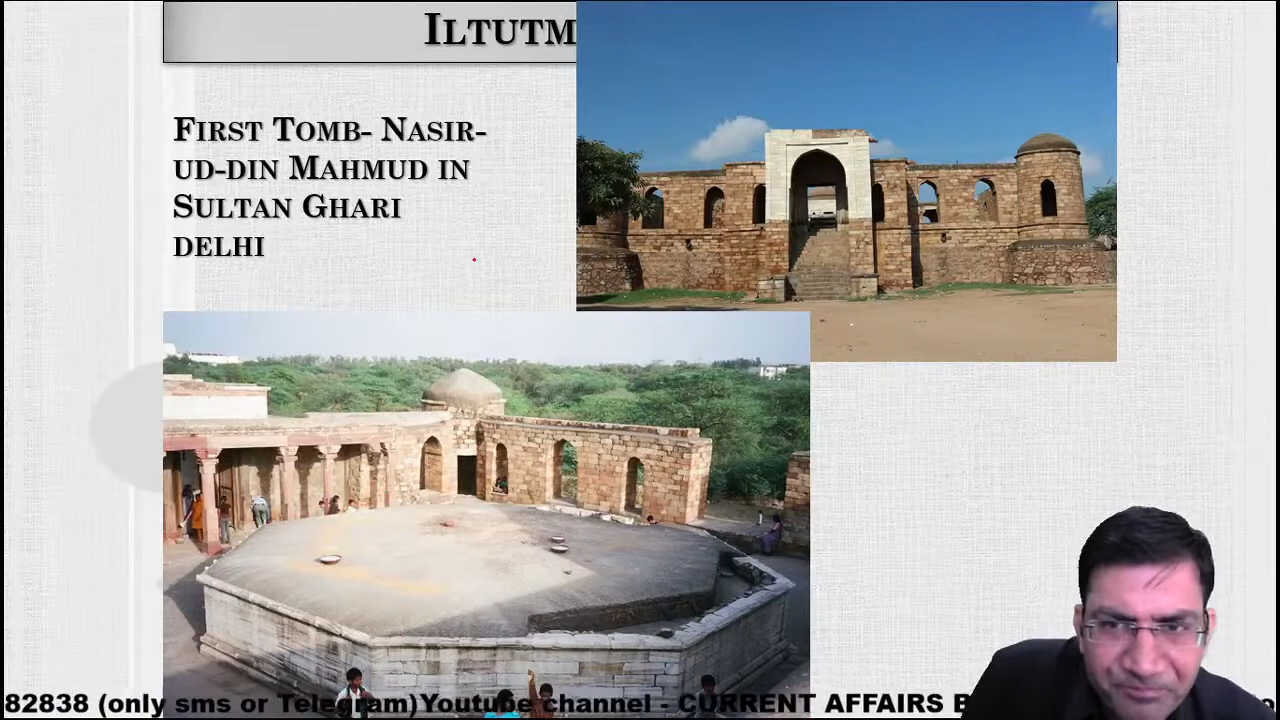 ILTUTM
FIRST TOMB- NASIR-
UD-DIN MAHMUD IN
SULTAN GHARI
DELHI
82838 (only sms or Telegram)Youtube channel - CURRENT AFFAIRS